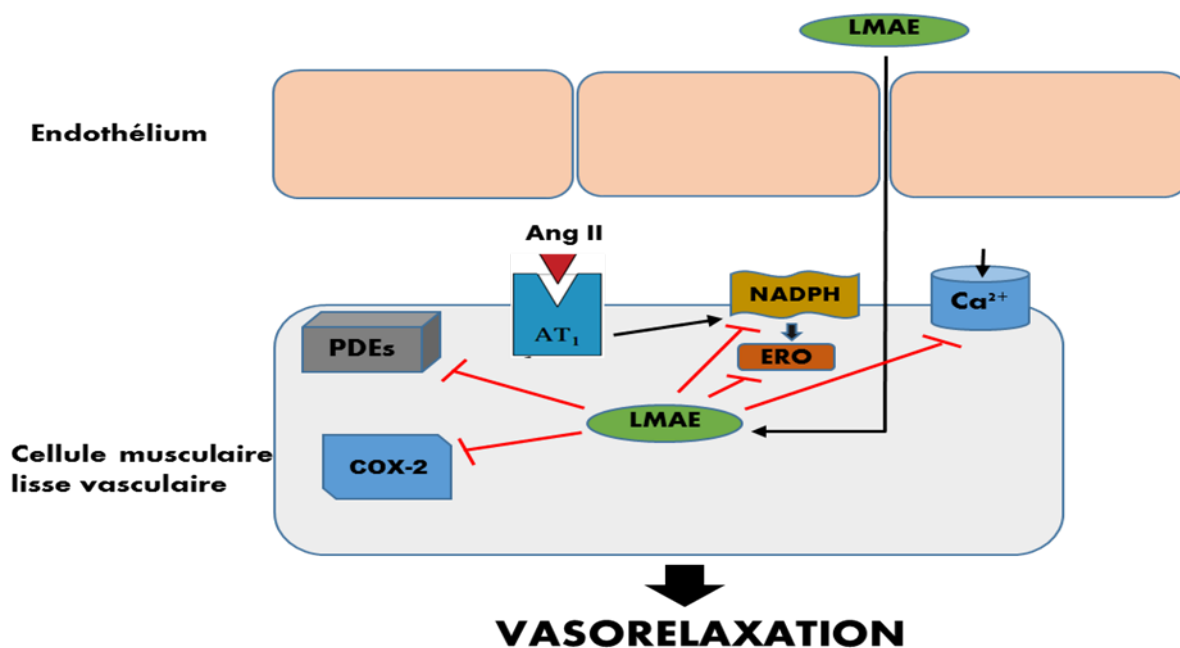 LMAE
Endothélium
Ang II
NADPH
Ca²⁺
AT₁
PDEs
ERO
LMAE
Cellule musculaire
lisse vasculaire
COX-2
VASORELAXATION